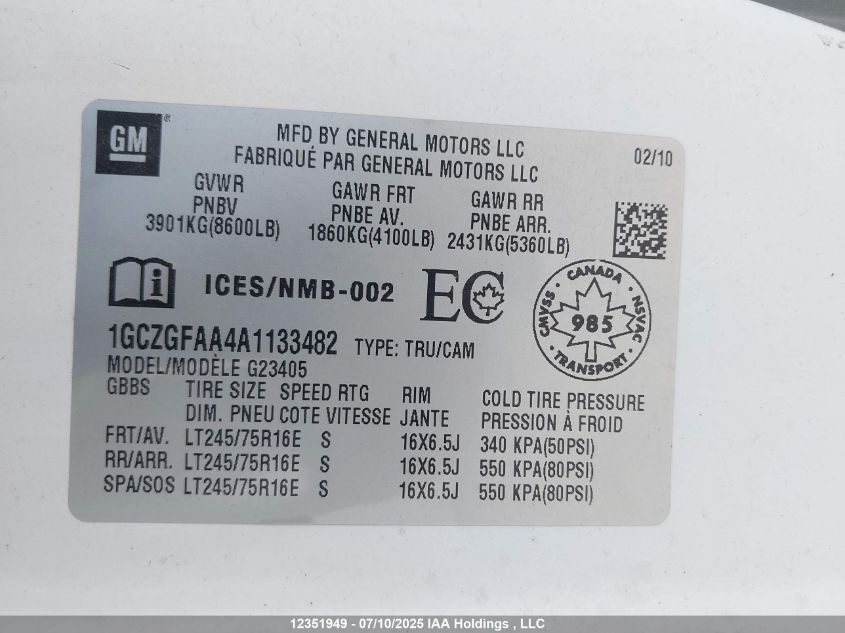 GM ®
MFD BY GENERAL MOTORS LLC
FABRIQUÉ PAR GENERAL MOTORS LLC
02/10
GVWR GAWR FRT GAWR RR
PNBV PNBE AV. PNBE ARR.
3901KG(8600LB) 1860KG(4100LB) 2431KG(5360LB)
i ICES/NMB-002 EC
CANADA
CMVSS 985 NSVAC
TRANSPORT
1GCZGFAA4A1133482 TYPE: TRU/CAM
MODEL/MODÈLE G23405
GBBS TIRE SIZE SPEED RTG RIM COLD TIRE PRESSURE
DIM. PNEU COTE VITESSE JANTE PRESSION À FROID
FRT/AV. LT245/75R16E S 16X6.5J 340 KPA(50PSI)
RR/ARR. LT245/75R16E S 16X6.5J 550 KPA(80PSI)
SPA/SOS LT245/75R16E S 16X6.5J 550 KPA(80PSI)
12351949 - 07/10/2025 IAA Holdings , LLC